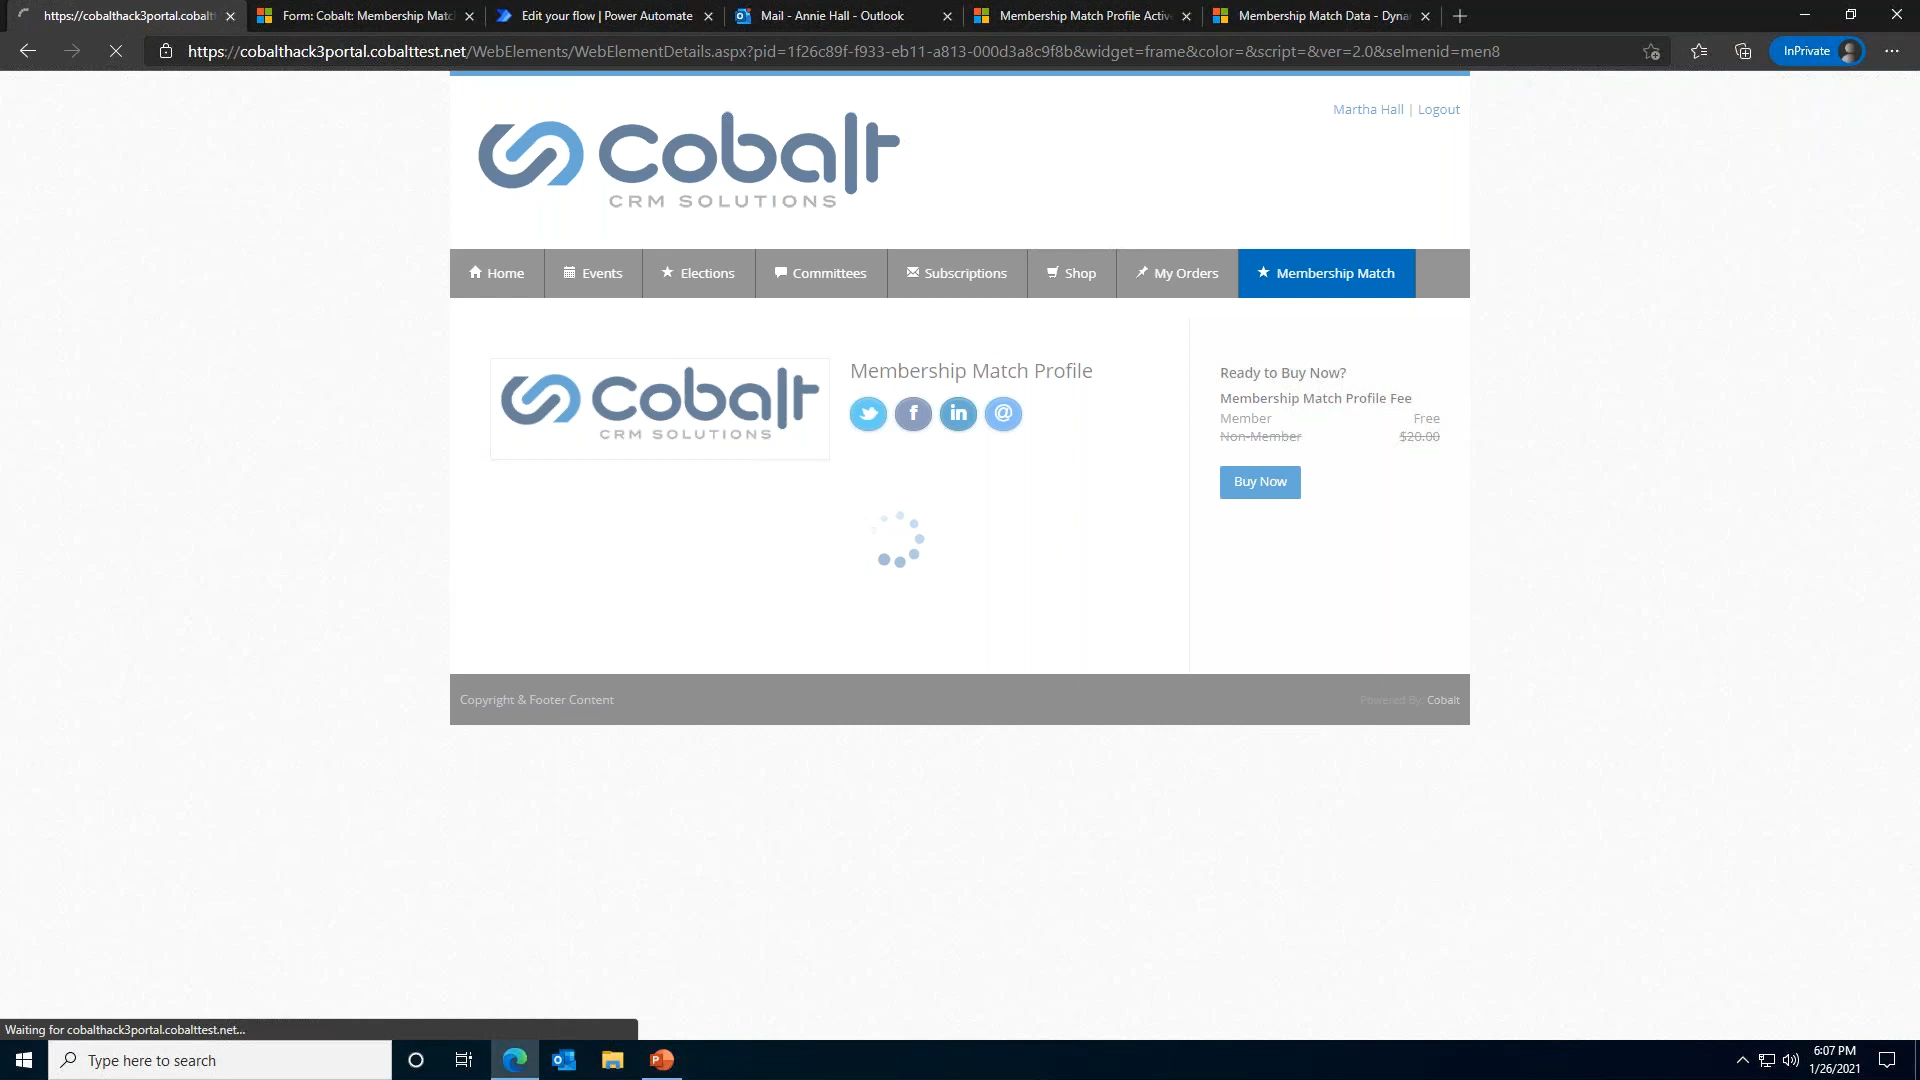 https://cobalthack3portal.cobalt
Form: Cobalt: Membership Matc
Edit your flow | Power Automate
Mail - Annie Hall - Outlook
Membership Match Profile Active
Membership Match Data - Dyna
https://cobalthack3portal.cobalttest.net/WebElements/WebElementDetails.aspx?pid=1f26c89f-f933-eb11-a813-000d3a8c9f8b&widget=frame&color=&script=&ver=2.0&selmenid=men8
InPrivate
Martha Hall | Logout
Cobalt
CRM SOLUTIONS
Home
Events
Elections
Committees
Subscriptions
Shop
My Orders
Membership Match
Cobalt
CRM SOLUTIONS
Membership Match Profile
Ready to Buy Now?
Membership Match Profile Fee
Member Free
Non-Member $20.00
Buy Now
Copyright & Footer Content
Powered By: Cobalt
Waiting for cobalthack3portal.cobalttest.net...
Type here to search
6:07 PM
1/26/2021